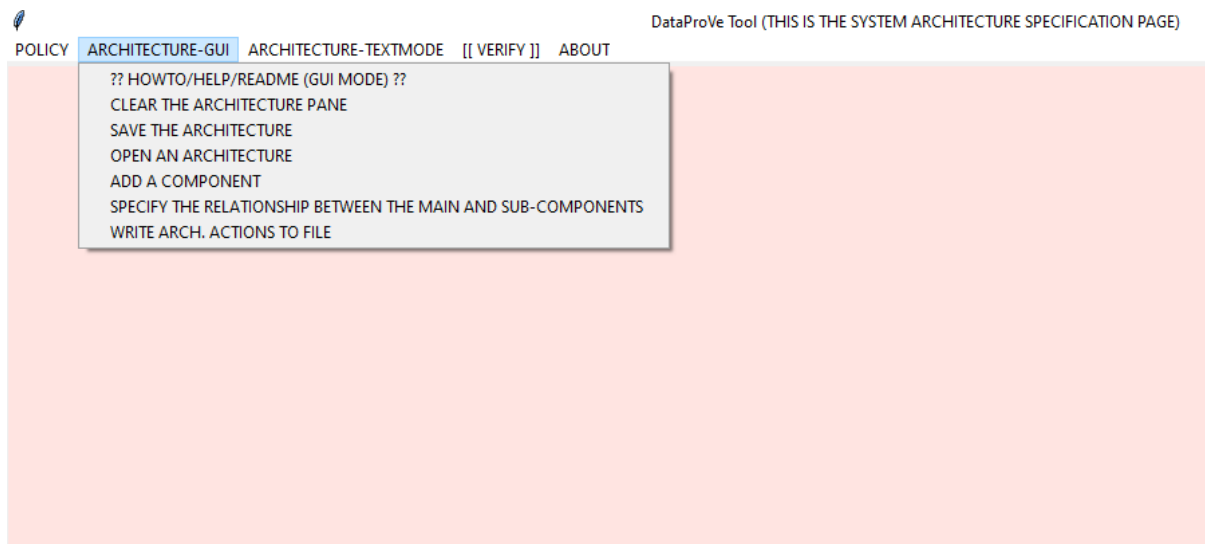 DataProVe Tool (THIS IS THE SYSTEM ARCHITECTURE SPECIFICATION PAGE)
POLICY ARCHITECTURE-GUI ARCHITECTURE-TEXTMODE [[ VERIFY ]] ABOUT
?? HOWTO/HELP/README (GUI MODE) ??
CLEAR THE ARCHITECTURE PANE
SAVE THE ARCHITECTURE
OPEN AN ARCHITECTURE
ADD A COMPONENT
SPECIFY THE RELATIONSHIP BETWEEN THE MAIN AND SUB-COMPONENTS
WRITE ARCH. ACTIONS TO FILE